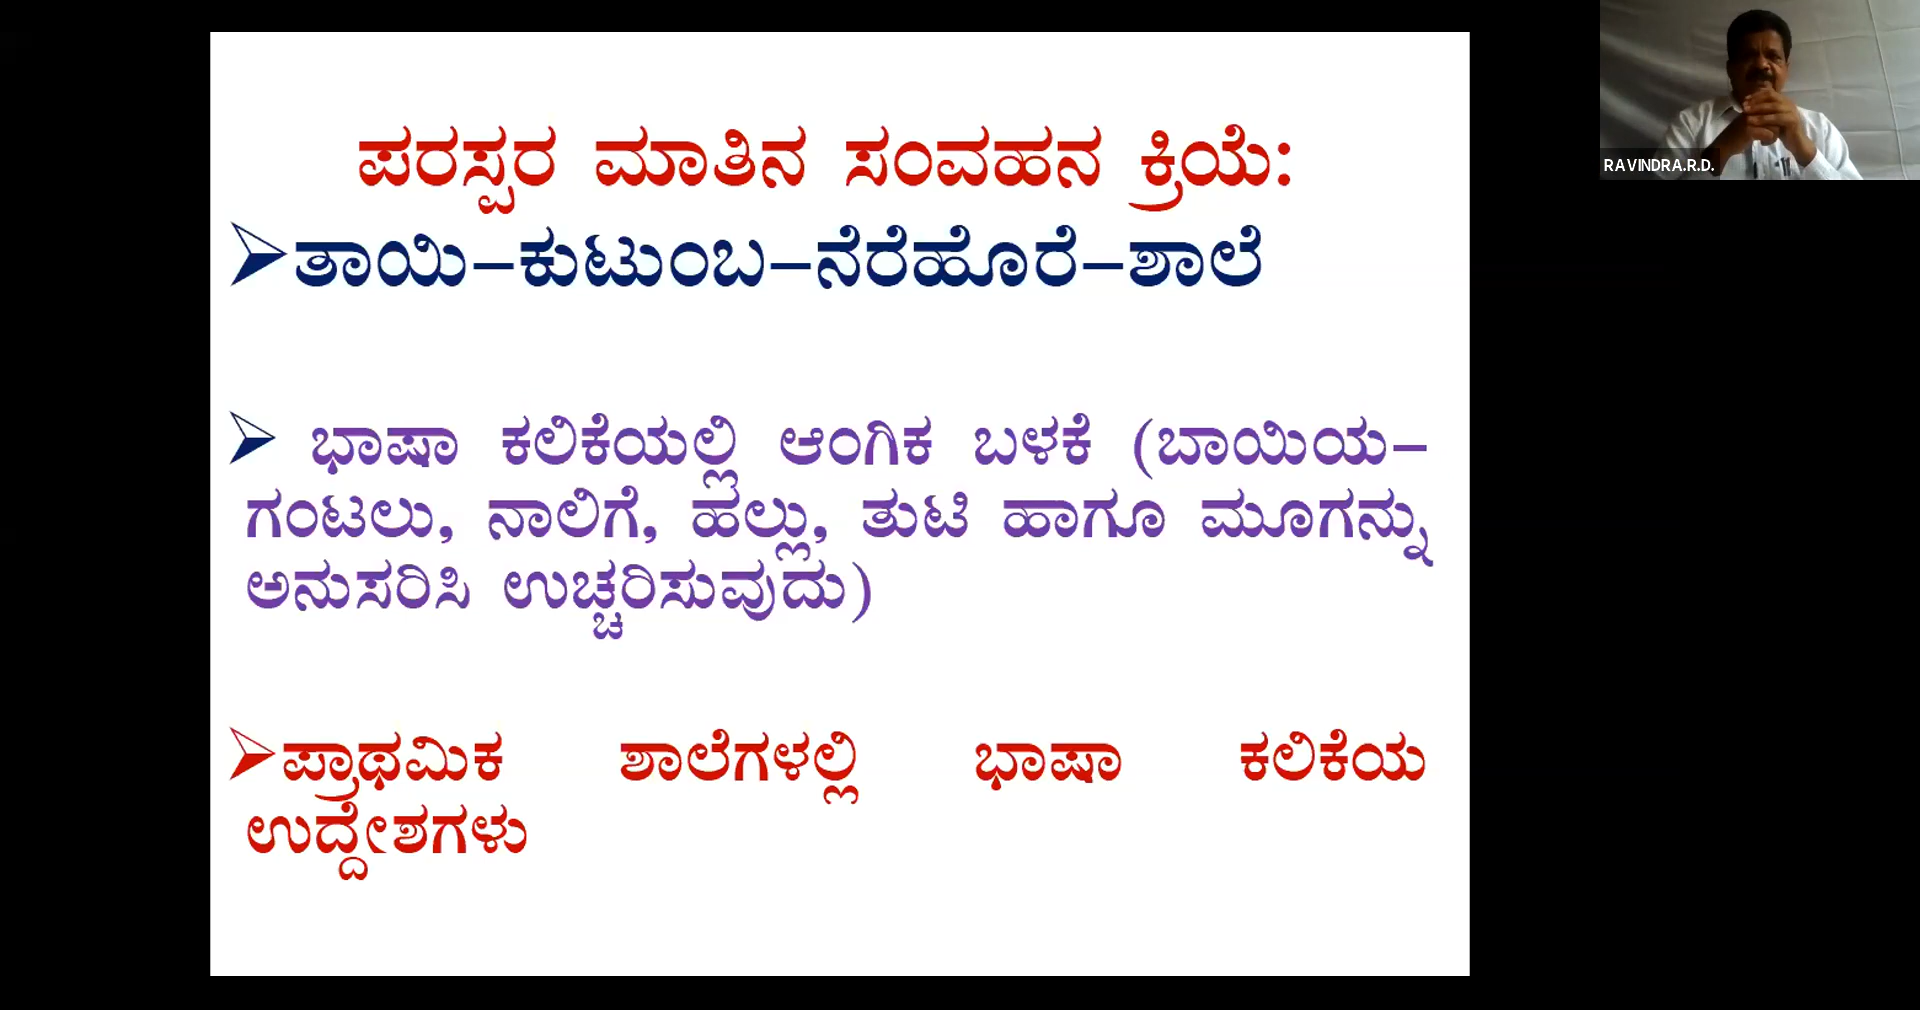 ಪರಸ್ಪರ ಮಾತಿನ ಸಂವಹನ ಕ್ರಿಯೆ:
ತಾಯಿ–ಕುಟುಂಬ–ನೆರೆಹೊರೆ–ಶಾಲೆ
ಭಾಷಾ ಕಲಿಕೆಯಲ್ಲಿ ಆಂಗಿಕ ಬಳಕೆ (ಬಾಯಿಯ–
ಗಂಟಲು, ನಾಲಿಗೆ, ಹಲ್ಲು, ತುಟಿ ಹಾಗೂ ಮೂಗನ್ನು
ಅನುಸರಿಸಿ ಉಚ್ಚರಿಸುವುದು)
ಪ್ರಾಥಮಿಕ ಶಾಲೆಗಳಲ್ಲಿ ಭಾಷಾ ಕಲಿಕೆಯ
ಉದ್ದೇಶಗಳು
RAVINDRA.R.D.